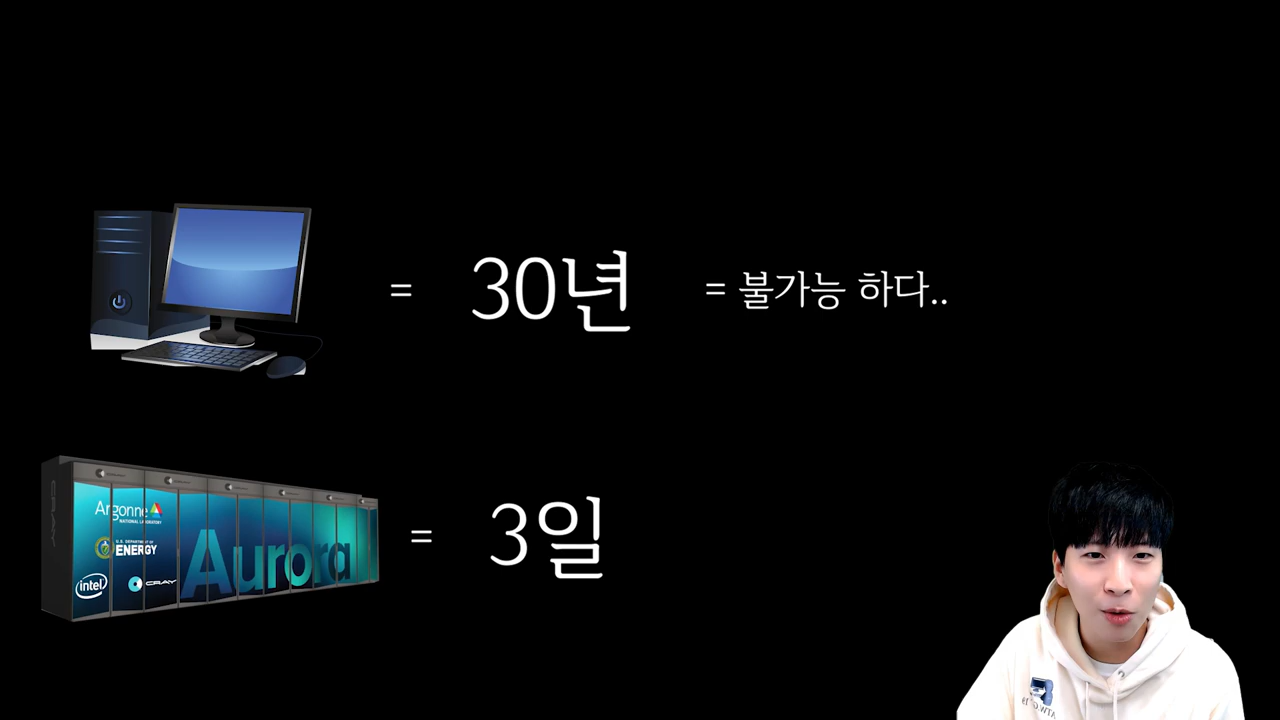 = 30년 = 불가능 하다..
Argonne
NATIONAL LABORATORY
U.S. DEPARTMENT OF
ENERGY
intel
CRAY
Aurora
CRAY
= 3일